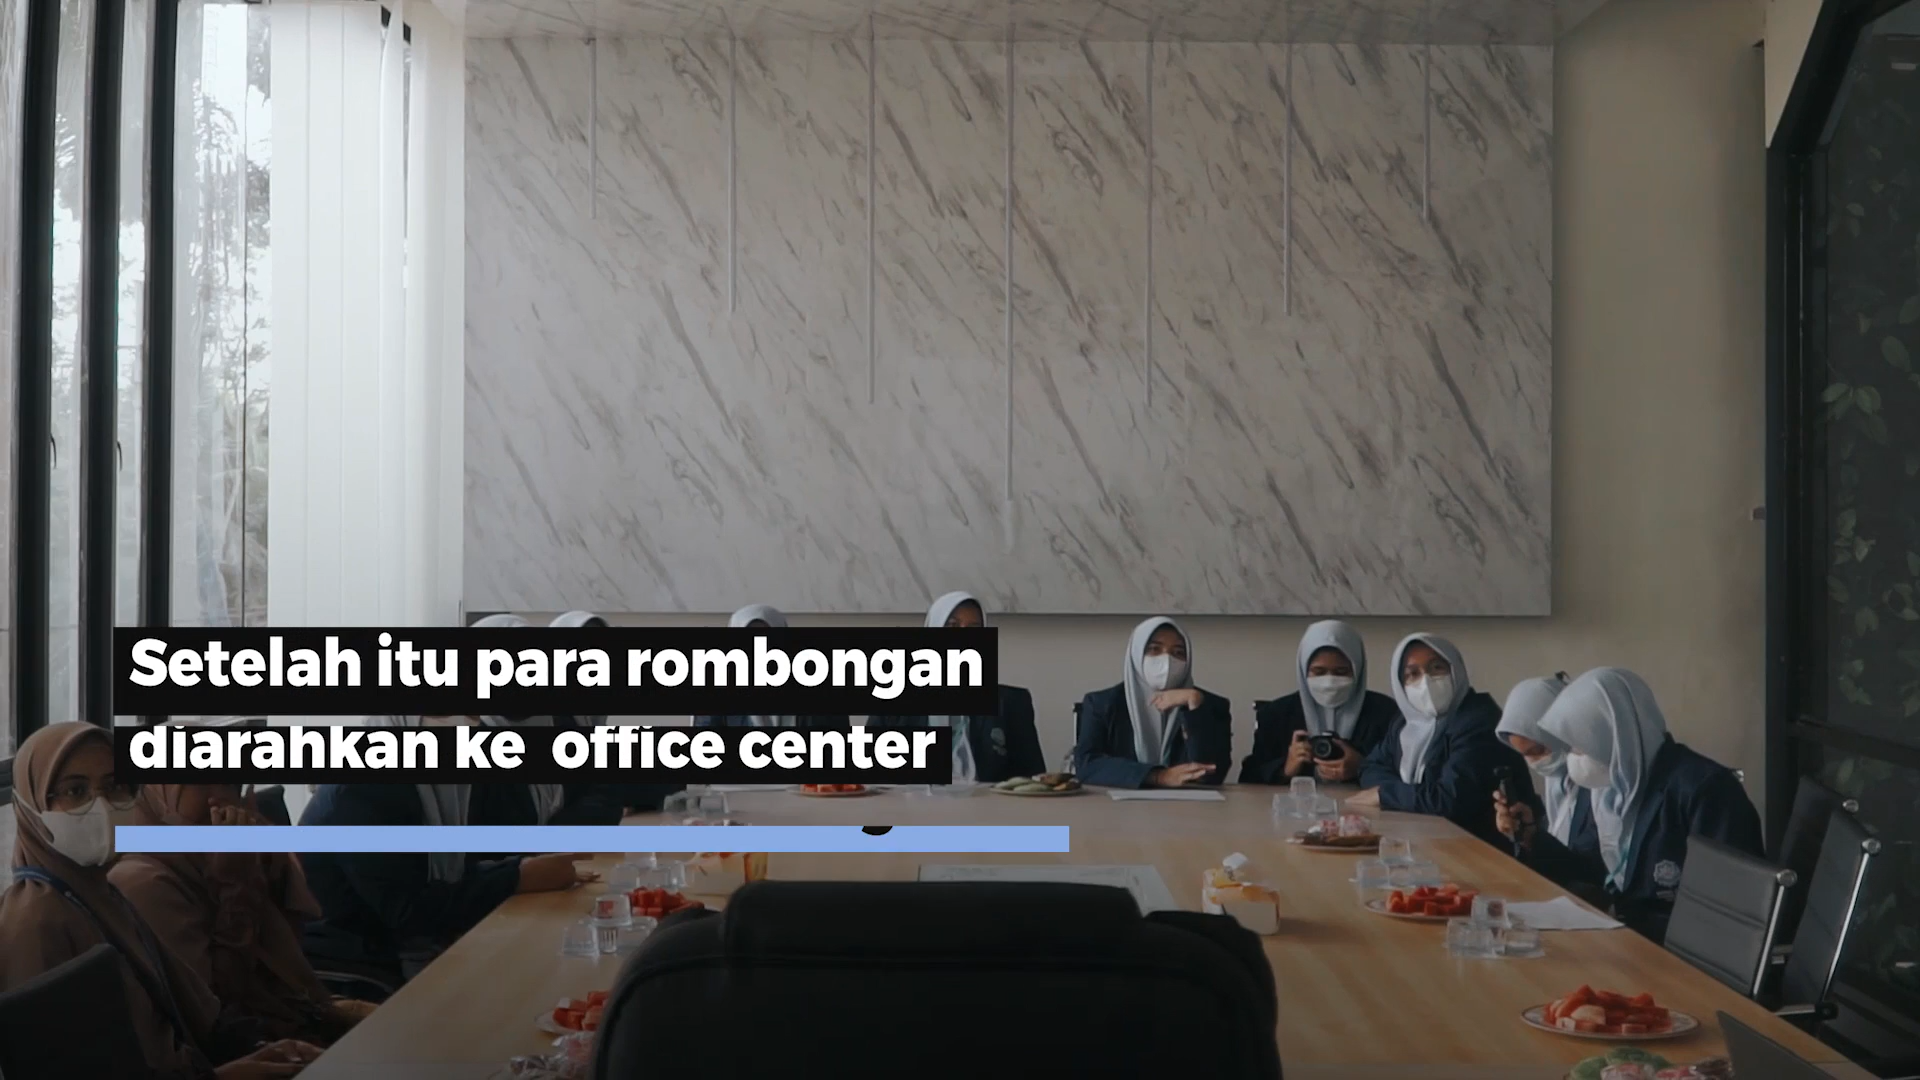 Setelah itu para rombongan
diarahkan ke  office center